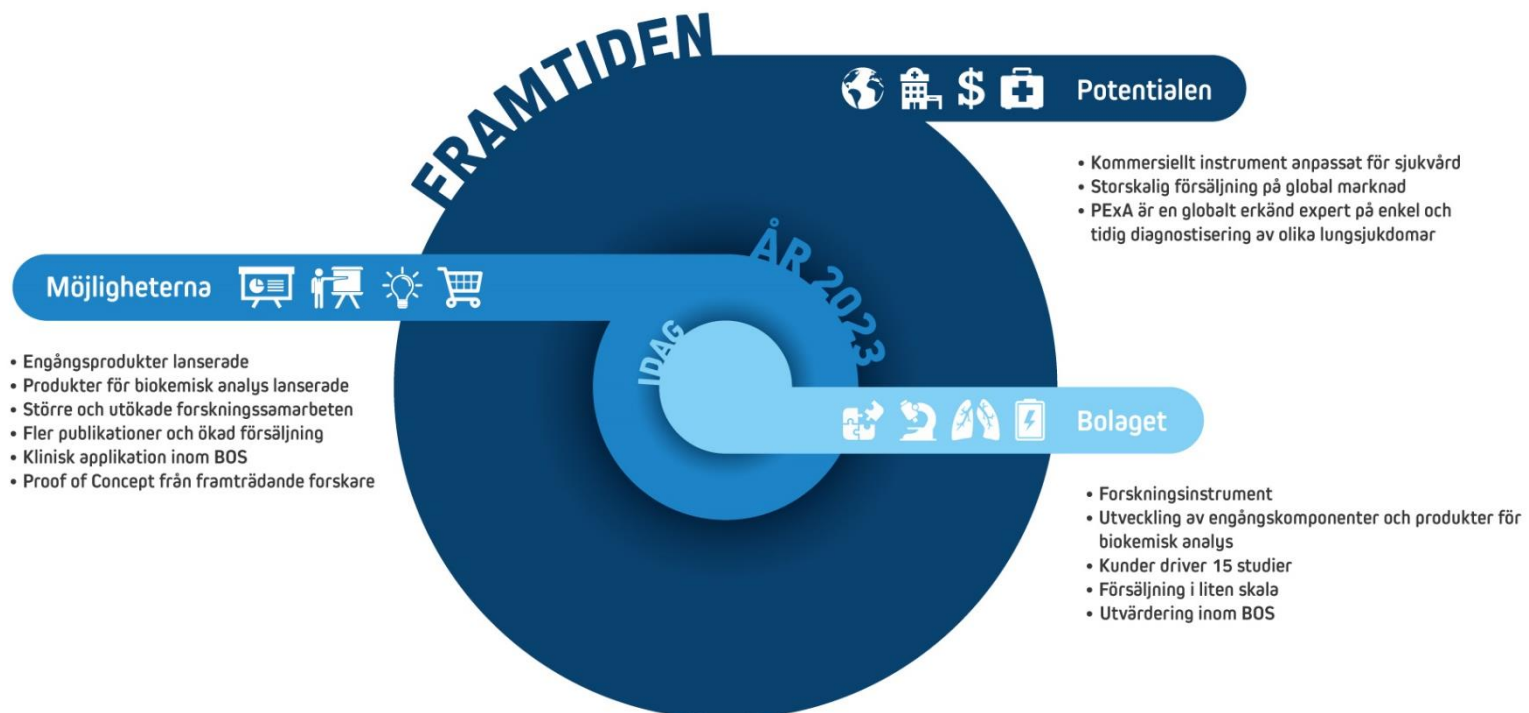 FRAMTIDEN
Potentialen
• Kommersiellt instrument anpassat för sjukvård
• Storskalig försäljning på global marknad
• PExA är en globalt erkänd expert på enkel och
tidig diagnostisering av olika lungsjukdomar
ÅR 2023
Möjligheterna
• Engångsprodukter lanserade
• Produkter för biokemisk analys lanserade
• Större och utökade forskningssamarbeten
• Fler publikationer och ökad försäljning
• Klinisk applikation inom BOS
• Proof of Concept från framträdande forskare
IDAG
Bolaget
• Forskningsinstrument
• Utveckling av engångskomponenter och produkter för
biokemisk analys
• Kunder driver 15 studier
• Försäljning i liten skala
• Utvärdering inom BOS